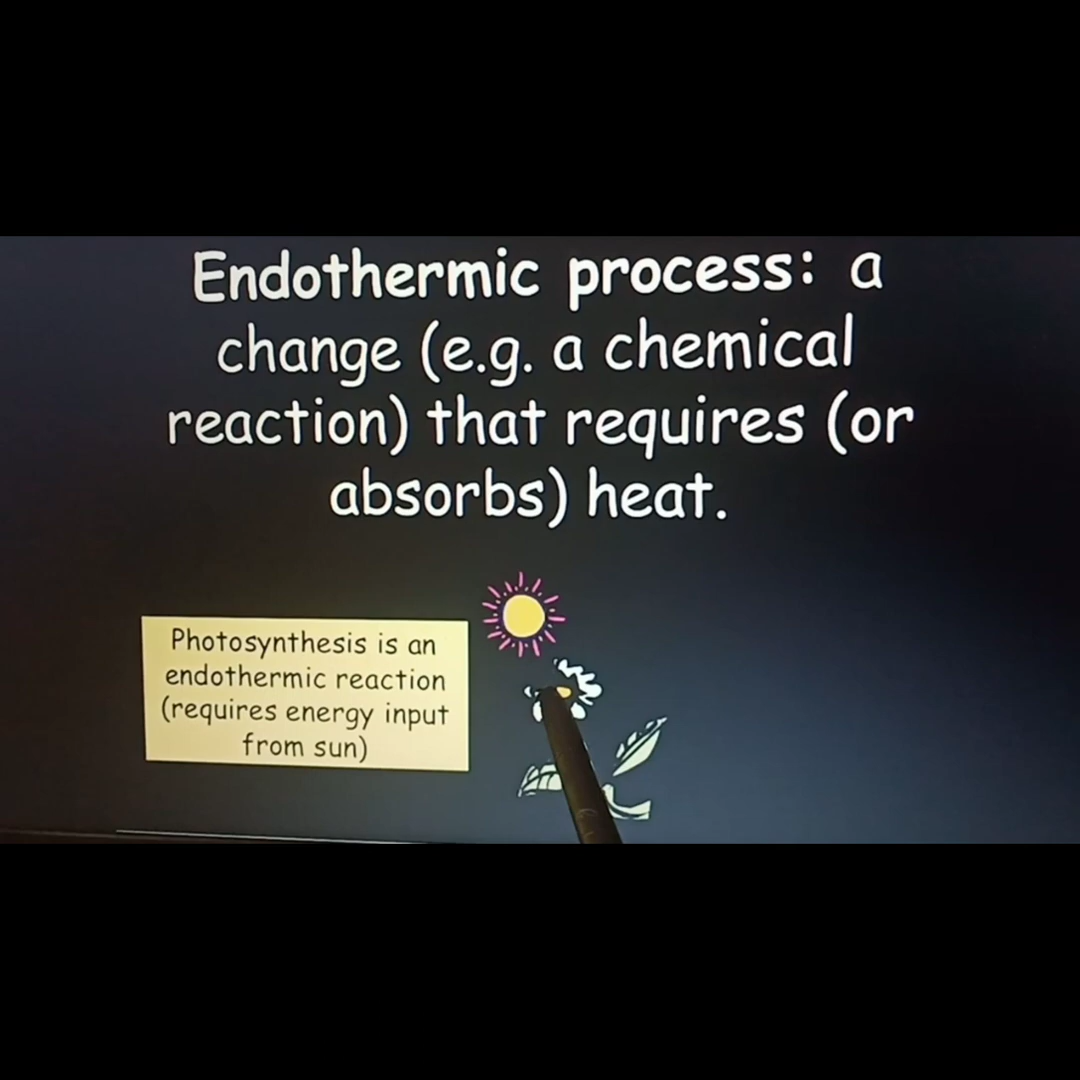 Endothermic process: a
change (e.g. a chemical
reaction) that requires (or
absorbs) heat.
Photosynthesis is an
endothermic reaction
(requires energy input
from sun)